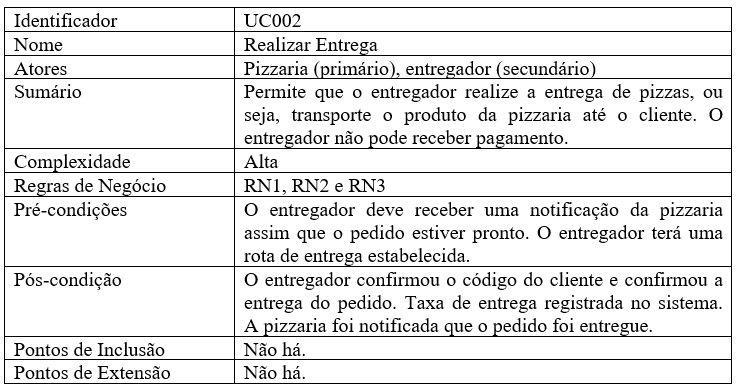 Identificador UC002
Nome Realizar Entrega
Atores Pizzaria (primário), entregador (secundário)
Sumário Permite que o entregador realize a entrega de pizzas, ou
seja, transporte o produto da pizzaria até o cliente. O
entregador não pode receber pagamento.
Complexidade Alta
Regras de Negócio RN1, RN2 e RN3
Pré-condições O entregador deve receber uma notificação da pizzaria
assim que o pedido estiver pronto. O entregador terá uma
rota de entrega estabelecida.
Pós-condição O entregador confirmou o código do cliente e confirmou a
entrega do pedido. Taxa de entrega registrada no sistema.
A pizzaria foi notificada que o pedido foi entregue.
Pontos de Inclusão Não há.
Pontos de Extensão Não há.